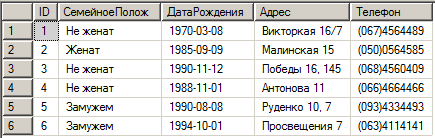 ID СемейноеПолож ДатаРождения Адрес Телефон
1 1 Не женат 1970-03-08 Викторкая 16/7 (067)4564489
2 2 Женат 1985-09-09 Малинская 15 (050)0564585
3 3 Не женат 1990-11-12 Победы 16, 145 (068)4560409
4 4 Не женат 1988-11-01 Антонова 11 (066)4664466
5 5 Замужем 1990-08-08 Руденко 10, 7 (093)4334493
6 6 Замужем 1994-10-01 Просвещения 7 (063)4114141